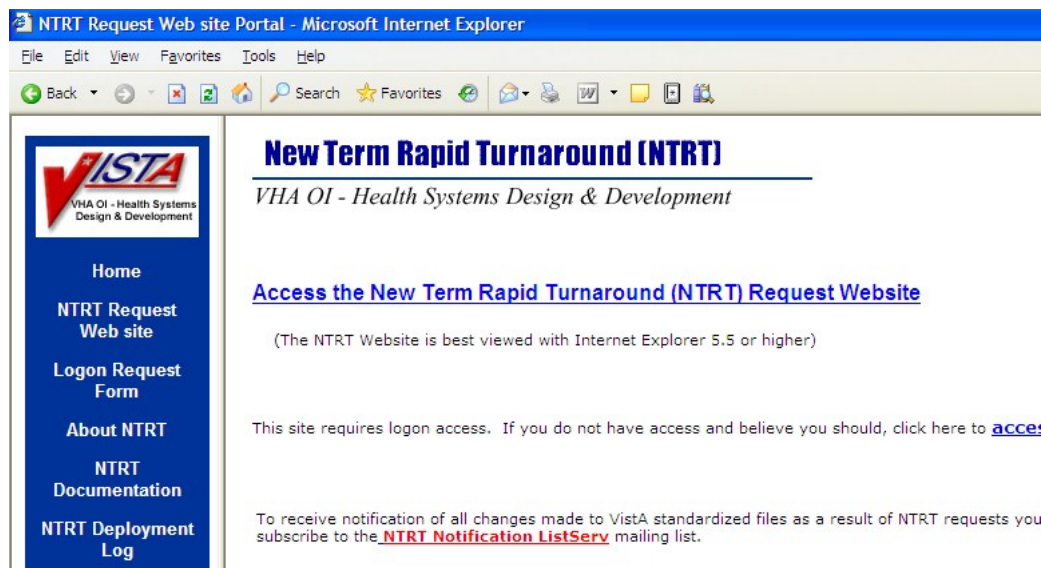 NTRT Request Web site Portal - Microsoft Internet Explorer
File Edit View Favorites Tools Help
Back Search Favorites
VISTA
VHA OI - Health Systems
Design & Development
Home
NTRT Request
Web site
Logon Request
Form
About NTRT
NTRT
Documentation
NTRT Deployment
Log
New Term Rapid Turnaround (NTRT)
VHA OI - Health Systems Design & Development
Access the New Term Rapid Turnaround (NTRT) Request Website
(The NTRT Website is best viewed with Internet Explorer 5.5 or higher)
This site requires logon access. If you do not have access and believe you should, click here to
To receive notification of all changes made to VistA standardized files as a result of NTRT requests you
subscribe to the NTRT Notification ListServ mailing list.